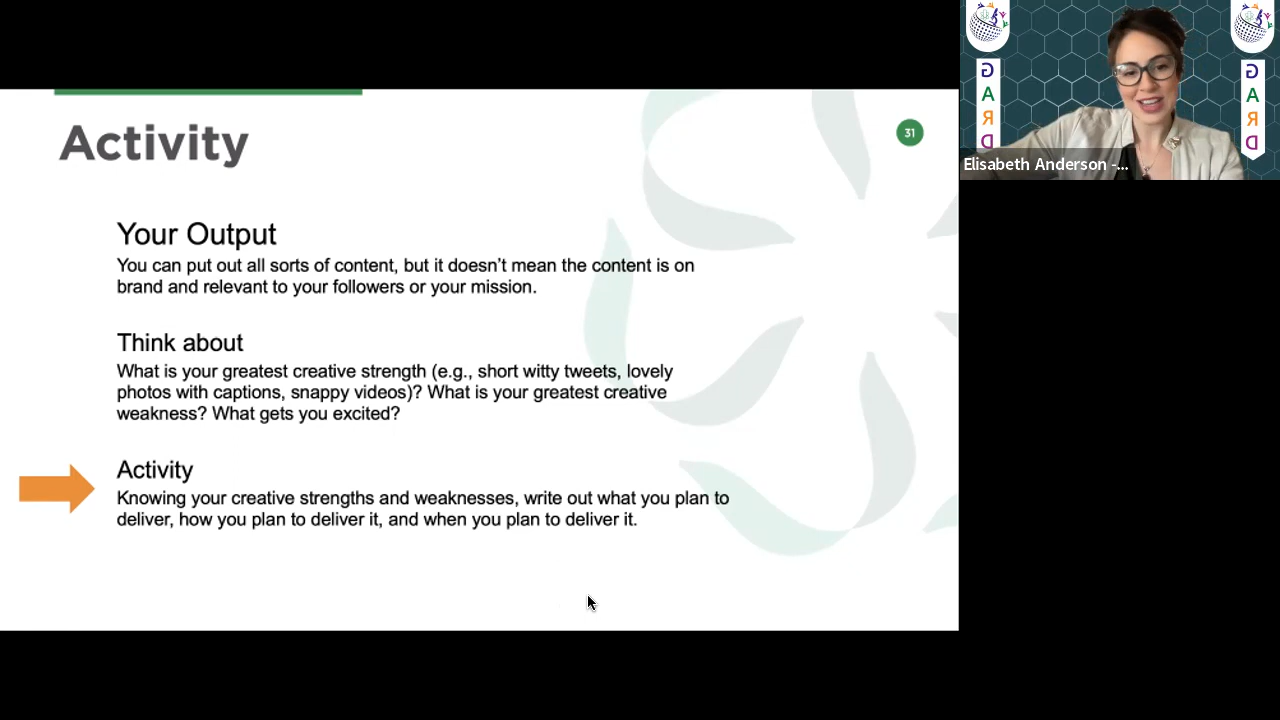 Activity
31
Your Output
You can put out all sorts of content, but it doesn’t mean the content is on
brand and relevant to your followers or your mission.
Think about
What is your greatest creative strength (e.g., short witty tweets, lovely
photos with captions, snappy videos)? What is your greatest creative
weakness? What gets you excited?
Activity
Knowing your creative strengths and weaknesses, write out what you plan to
deliver, how you plan to deliver it, and when you plan to deliver it.
G
A
R
D
G
A
R
D
Elisabeth Anderson -...